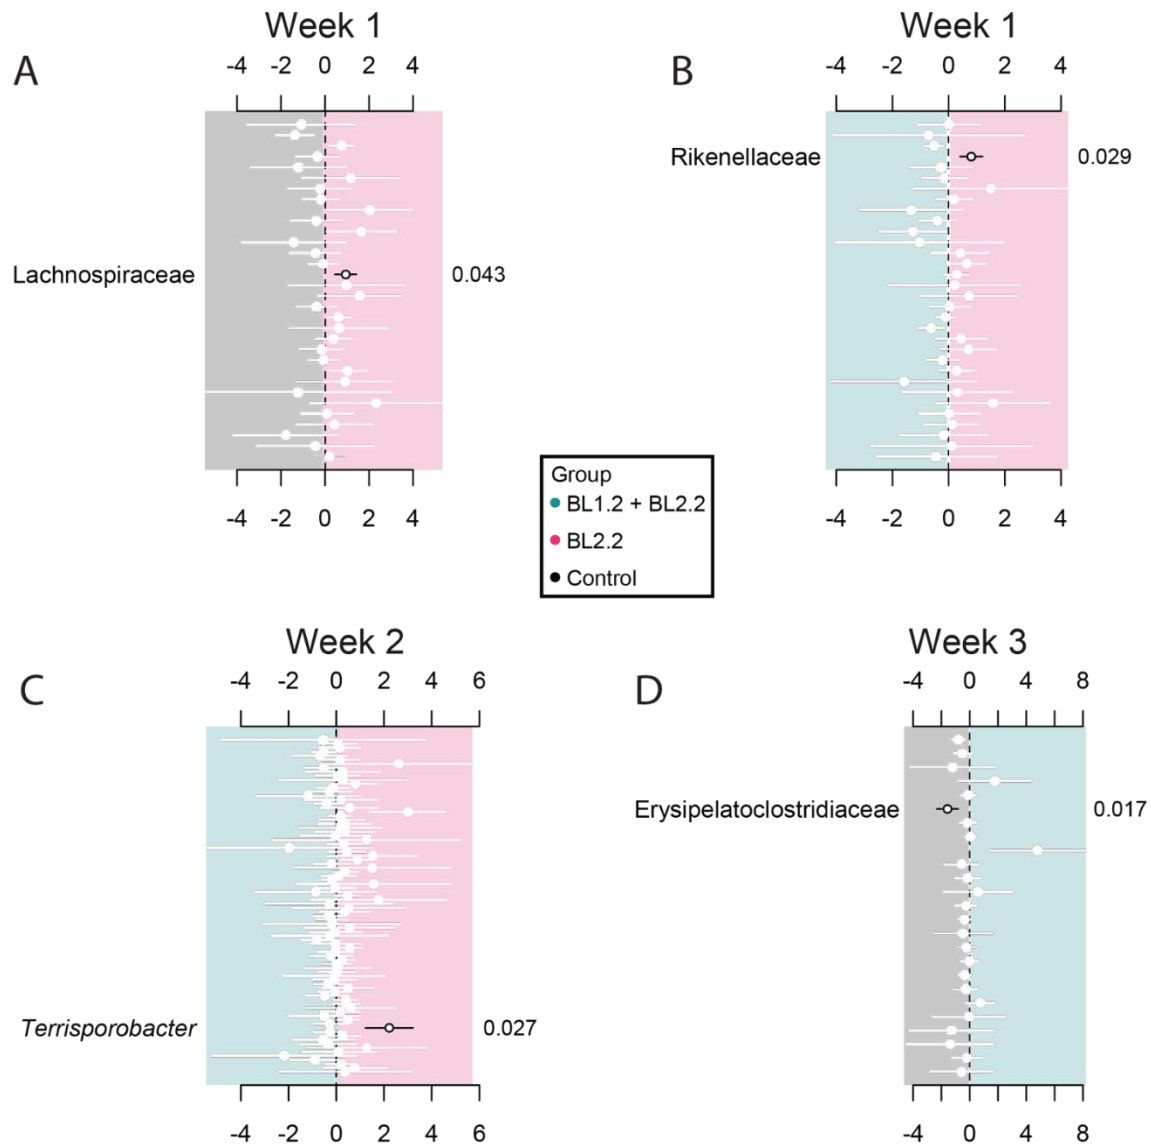 Week 1
A
-4 -2 0 2 4
Lachnospiraceae
0.043
-4 -2 0 2 4
Week 1
B
-4 -2 0 2 4
Rikenellaceae
0.029
-4 -2 0 2 4
Group
BL1.2 + BL2.2
BL2.2
Control
Week 2
C
-4 -2 0 2 4 6
Terrisporobacter
0.027
-4 -2 0 2 4 6
Week 3
D
-4 0 4 8
Erysipelatoclostridiaceae
0.017
-4 0 4 8